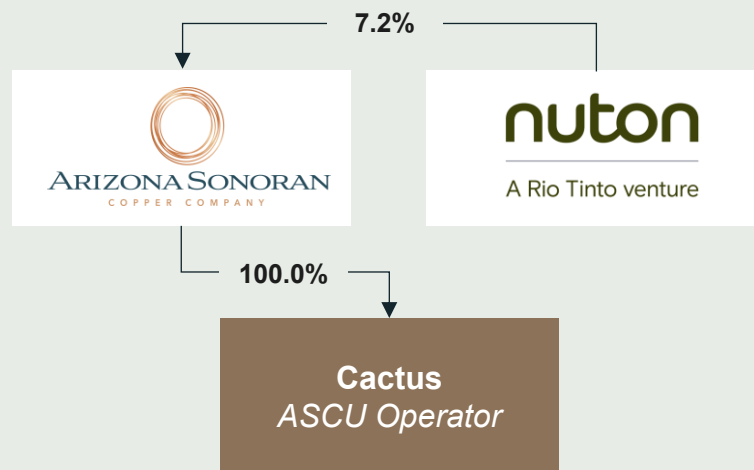 7.2%
ARIZONA SONORAN
COPPER COMPANY
nuton
A Rio Tinto venture
100.0%
Cactus
ASCU Operator